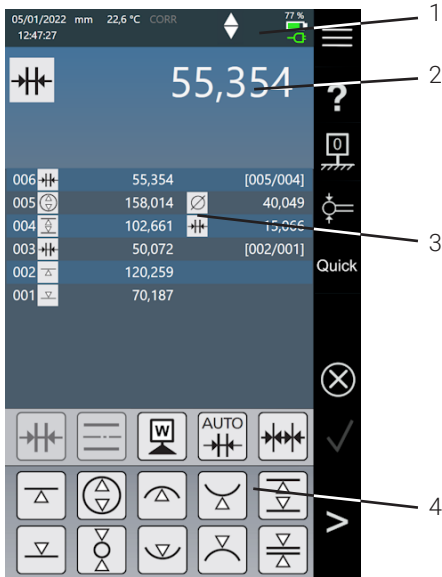 05/01/2022 mm 22,6 °C CORR 77 %
12:47:27
1
55,354
2
?
0
006 55,354 [005/004]
005 158,014 Ø 40,049
004 102,661 15,066
3
003 50,072 [002/001]
Quick
002 120,259
001 70,187
W
AUTO
4
>